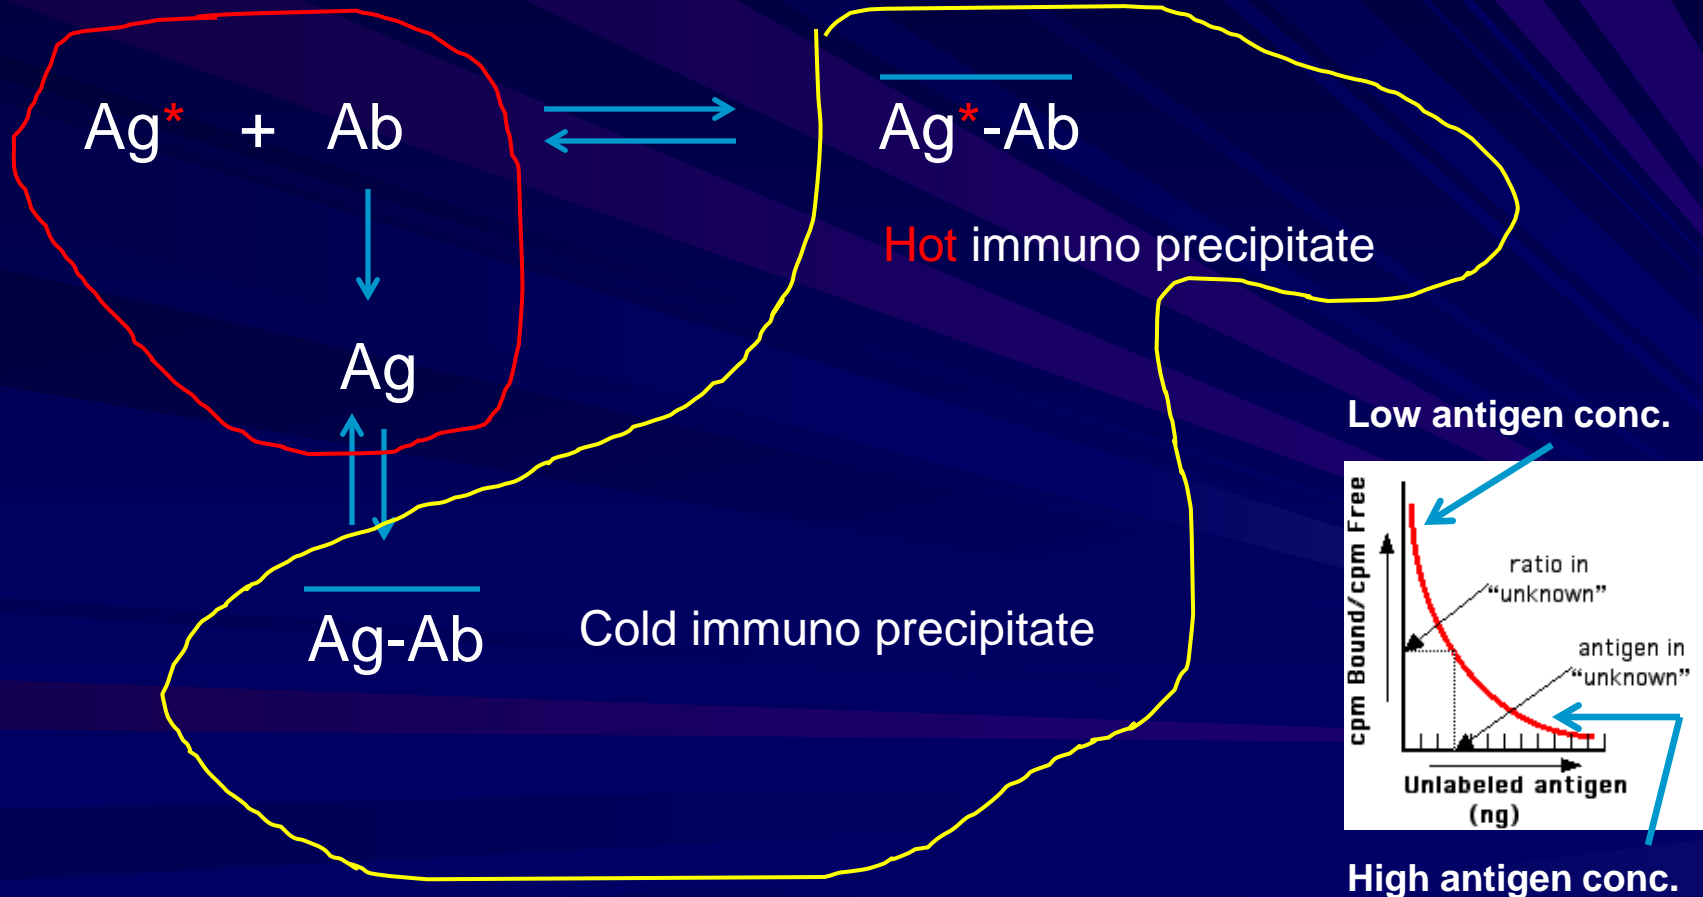 Ag* + Ab
Ag*-Ab
Hot immuno precipitate
Ag
Ag-Ab
Cold immuno precipitate
Low antigen conc.
cpm Bound/cpm Free
ratio in
“unknown”
antigen in
“unknown”
Unlabeled antigen
(ng)
High antigen conc.